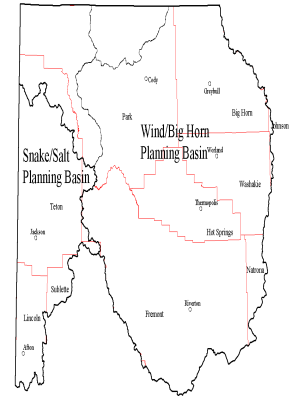 Cody
Greybull
Big Horn
Park
Johnson
Wind/Big Horn
Planning Basin
Worland
Snake/Salt
Planning Basin
Washakie
Teton
Thermopolis
Jackson
Hot Springs
Natrona
Sublette
Riverton
Lincoln
Fremont
Afton